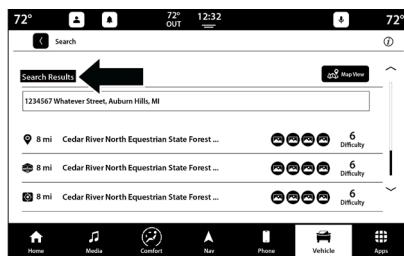 72° 72° OUT 12:32 72°
Search
Search Results Map View
1234567 Whatever Street, Auburn Hills, MI
8 mi Cedar River North Equestrian State Forest ... 6 Difficulty
8 mi Cedar River North Equestrian State Forest ... 6 Difficulty
8 mi Cedar River North Equestrian State Forest ... 6 Difficulty
Home Media Comfort Nav Phone Vehicle Apps